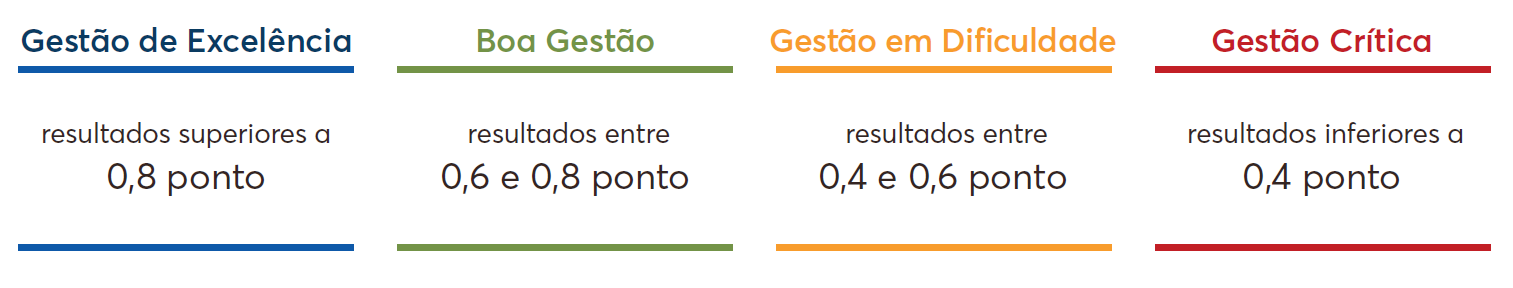 Gestão de Excelência
resultados superiores a
0,8 ponto
Boa Gestão
resultados entre
0,6 e 0,8 ponto
Gestão em Dificuldade
resultados entre
0,4 e 0,6 ponto
Gestão Crítica
resultados inferiores a
0,4 ponto